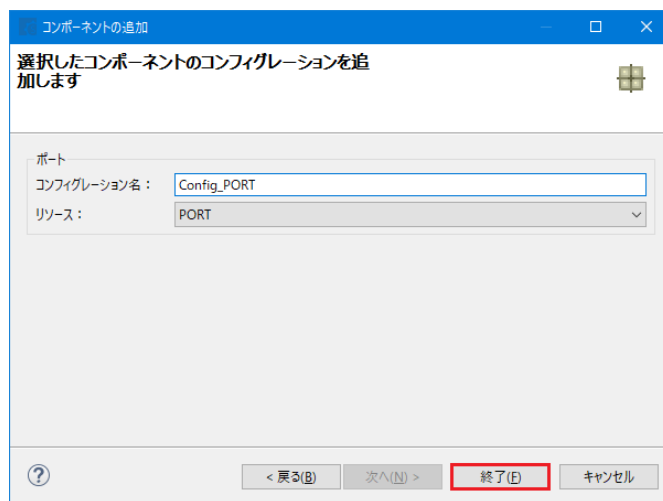 コンポーネントの追加
選択したコンポーネントのコンフィグレーションを追
加します
ポート
コンフィグレーション名： Config_PORT
リソース： PORT
? < 戻る(B) 次へ(N) > 終了(F) キャンセル